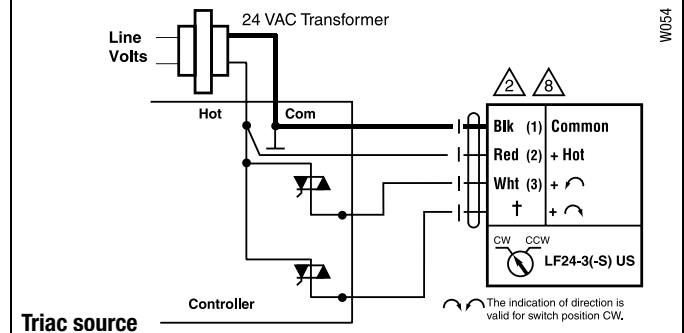 24 VAC Transformer
W054
Line
Volts
2 8
Hot Com
Blk (1) Common
Red (2) + Hot
Wht (3) +
† +
CW CCW
LF24-3(-S) US
Controller
The indication of direction is
valid for switch position CW.
Triac source